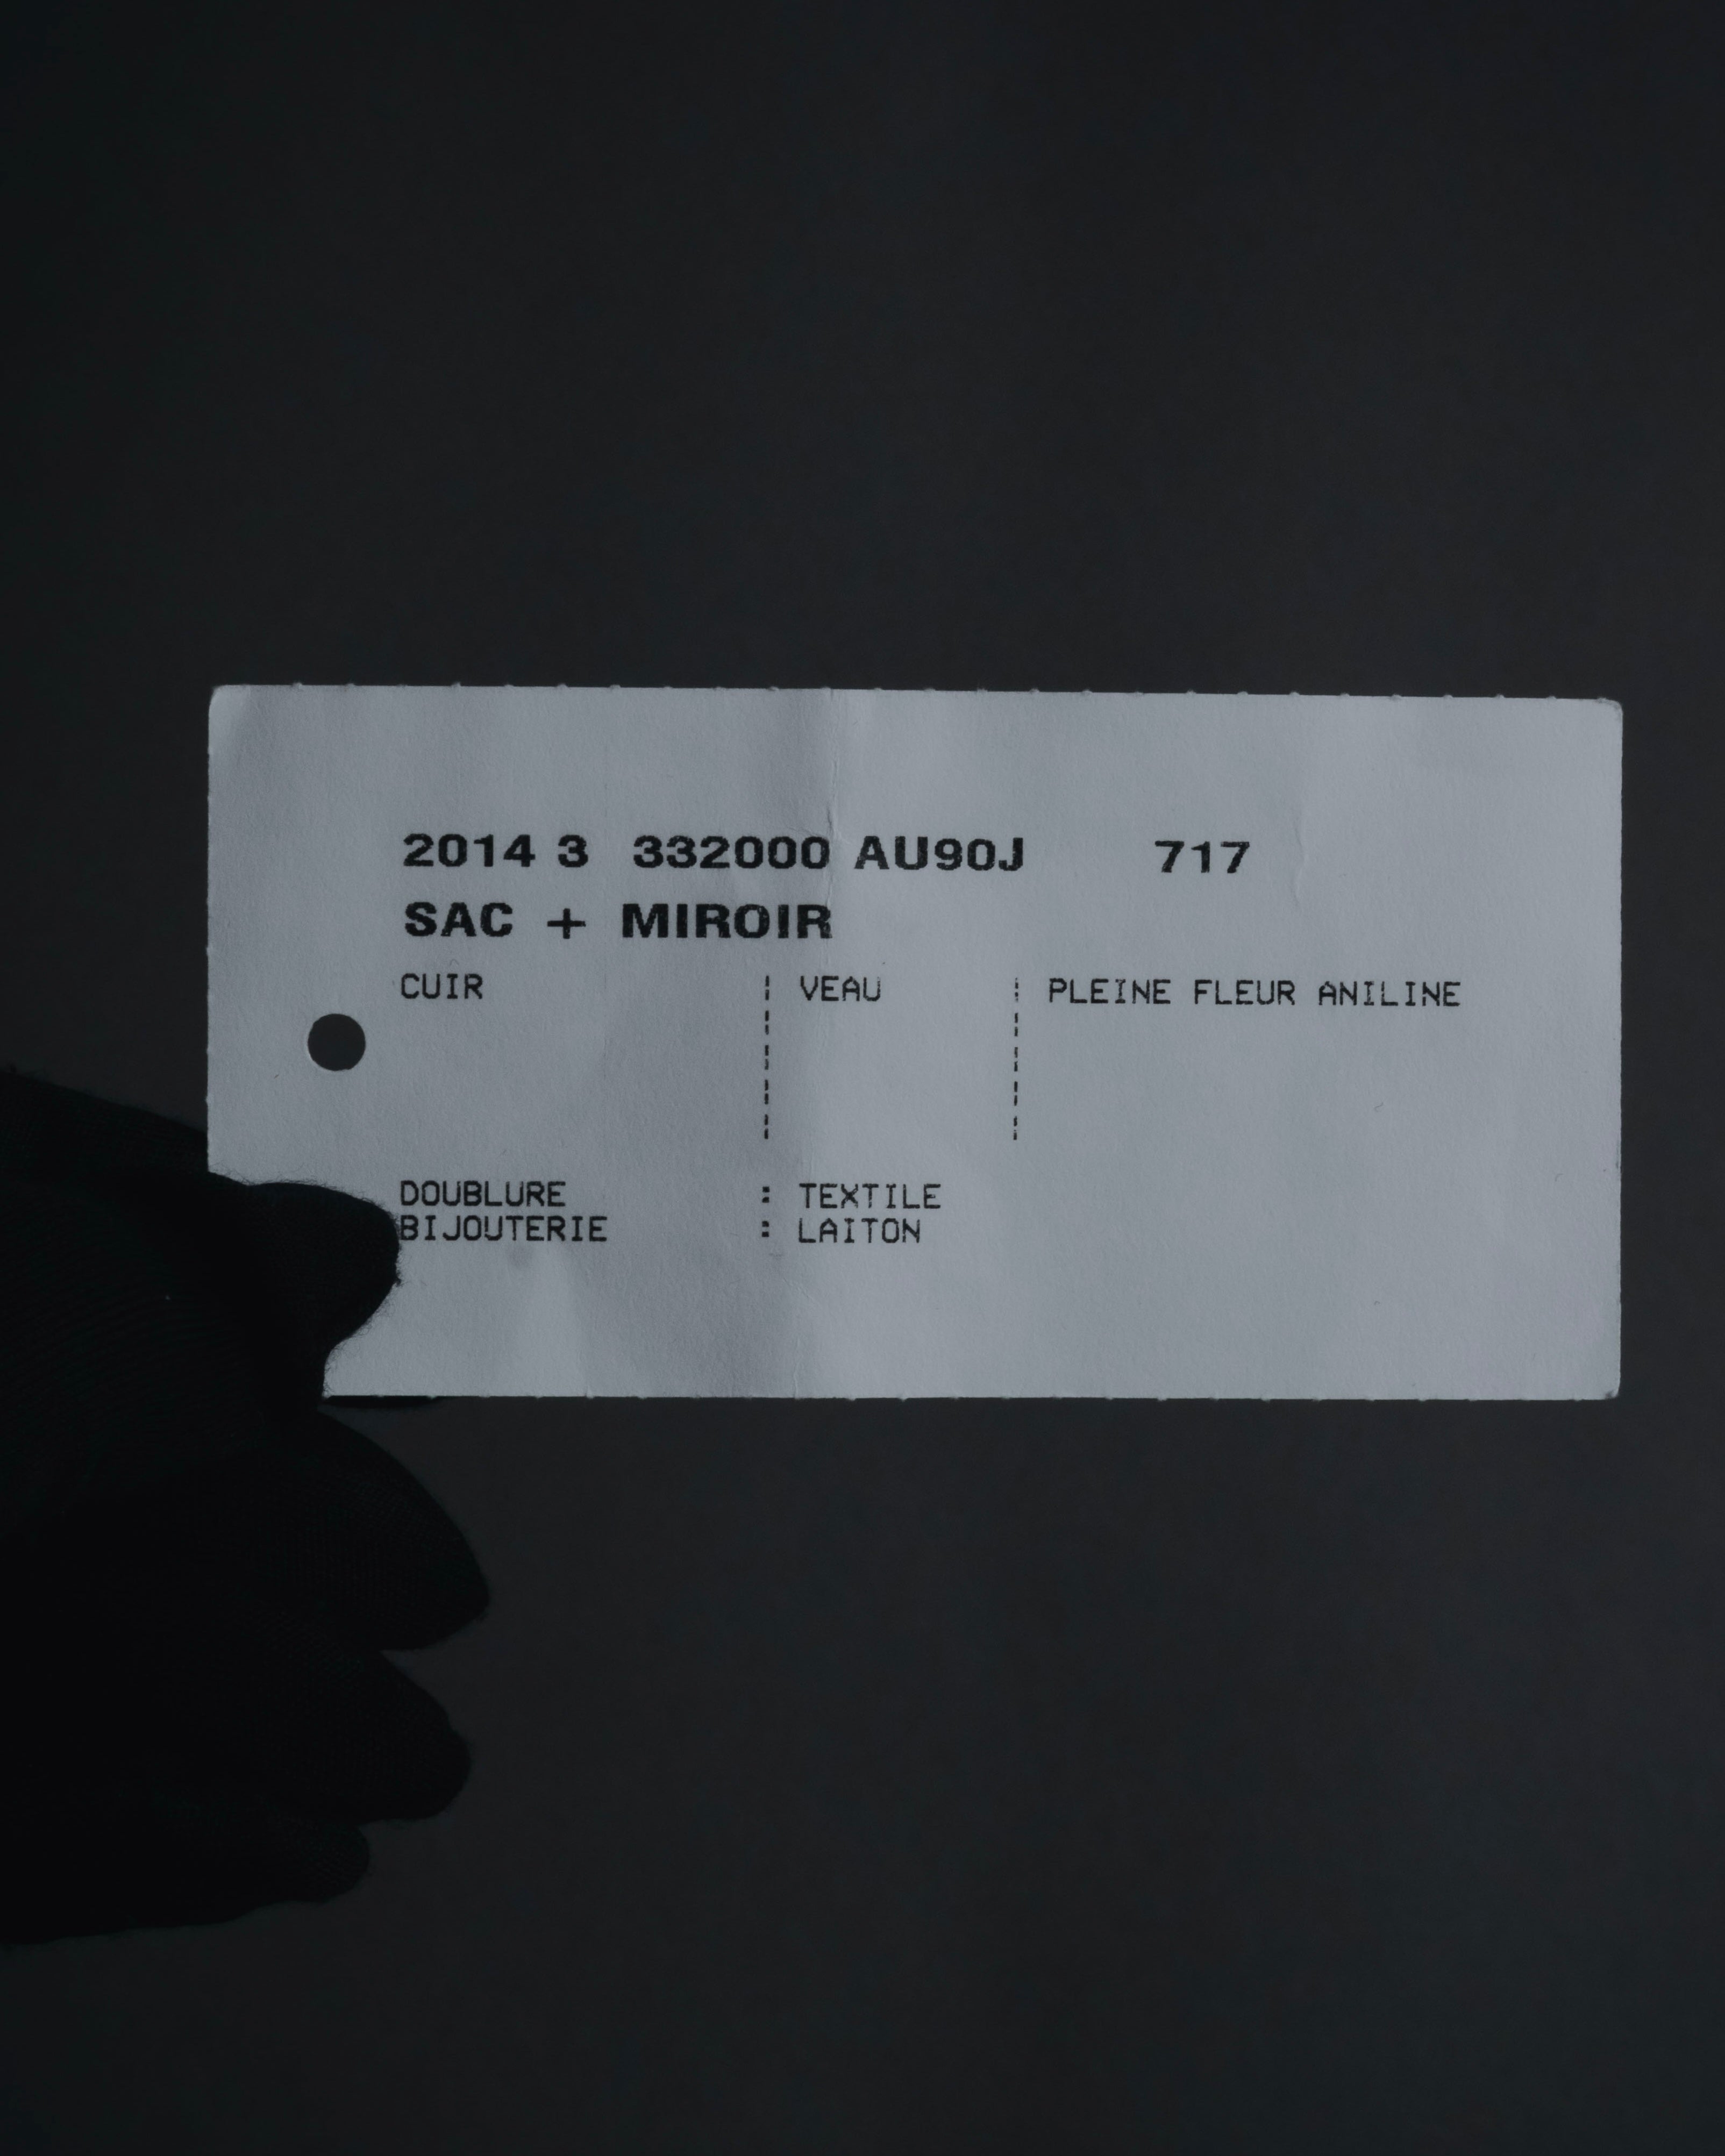 2014 3 332000 AU90J 717
SAC + MIROIR
CUIR ¦ VEAU ¦ PLEINE FLEUR ANILINE
DOUBLURE : TEXTILE
BIJOUTERIE : LAITON